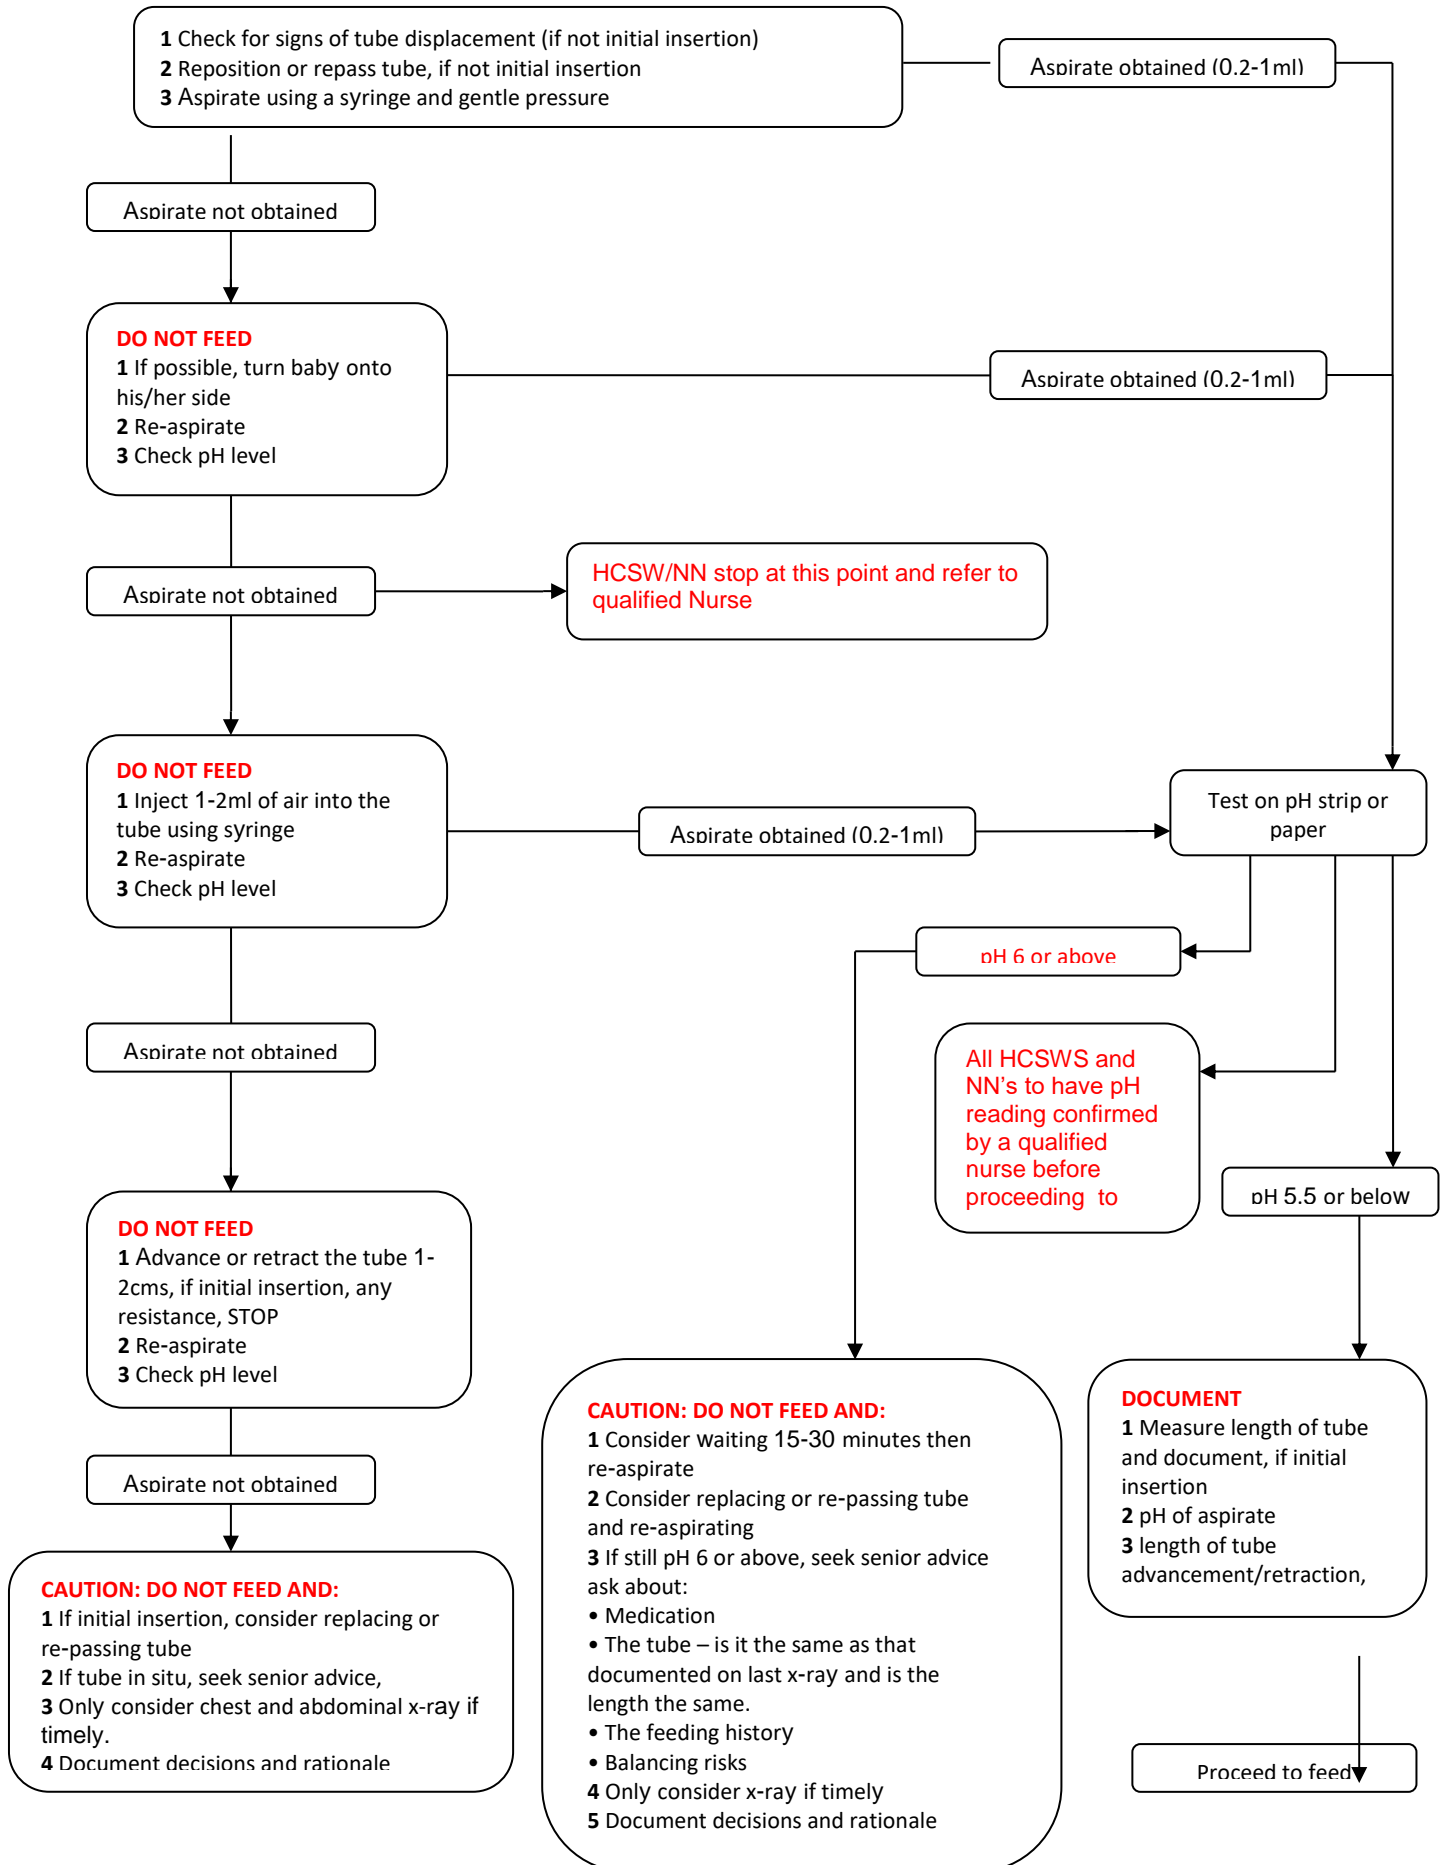 1 Check for signs of tube displacement (if not initial insertion)
2 Reposition or repass tube, if not initial insertion
3 Aspirate using a syringe and gentle pressure
Aspirate obtained (0.2-1ml)
Aspirate not obtained
DO NOT FEED
1 If possible, turn baby onto
his/her side
2 Re-aspirate
3 Check pH level
Aspirate obtained (0.2-1ml)
Aspirate not obtained
HCSW/NN stop at this point and refer to
qualified Nurse
DO NOT FEED
1 Inject 1-2ml of air into the
tube using syringe
2 Re-aspirate
3 Check pH level
Aspirate obtained (0.2-1ml)
Test on pH strip or
paper
pH 6 or above
Aspirate not obtained
All HCSWS and
NN's to have pH
reading confirmed
by a qualified
nurse before
proceeding to
pH 5.5 or below
DO NOT FEED
1 Advance or retract the tube 1-
2cms, if initial insertion, any
resistance, STOP
2 Re-aspirate
3 Check pH level
Aspirate not obtained
CAUTION: DO NOT FEED AND:
1 If initial insertion, consider replacing or
re-passing tube
2 If tube in situ, seek senior advice,
3 Only consider chest and abdominal x-ray if
timely.
4 Document decisions and rationale
CAUTION: DO NOT FEED AND:
1 Consider waiting 15-30 minutes then
re-aspirate
2 Consider replacing or re-passing tube
and re-aspirating
3 If still pH 6 or above, seek senior advice
ask about:
• Medication
• The tube – is it the same as that
documented on last x-ray and is the
length the same.
• The feeding history
• Balancing risks
4 Only consider x-ray if timely
5 Document decisions and rationale
DOCUMENT
1 Measure length of tube
and document, if initial
insertion
2 pH of aspirate
3 length of tube
advancement/retraction,
Proceed to feed